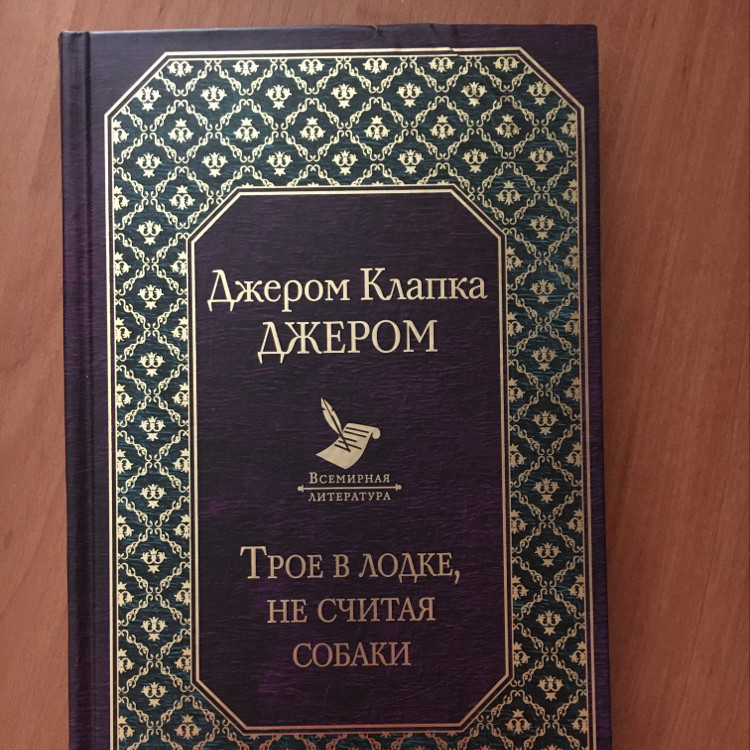 Джером Клапка
ДЖЕРОМ
Всемирная
литература
Трое в лодке,
не считая
собаки